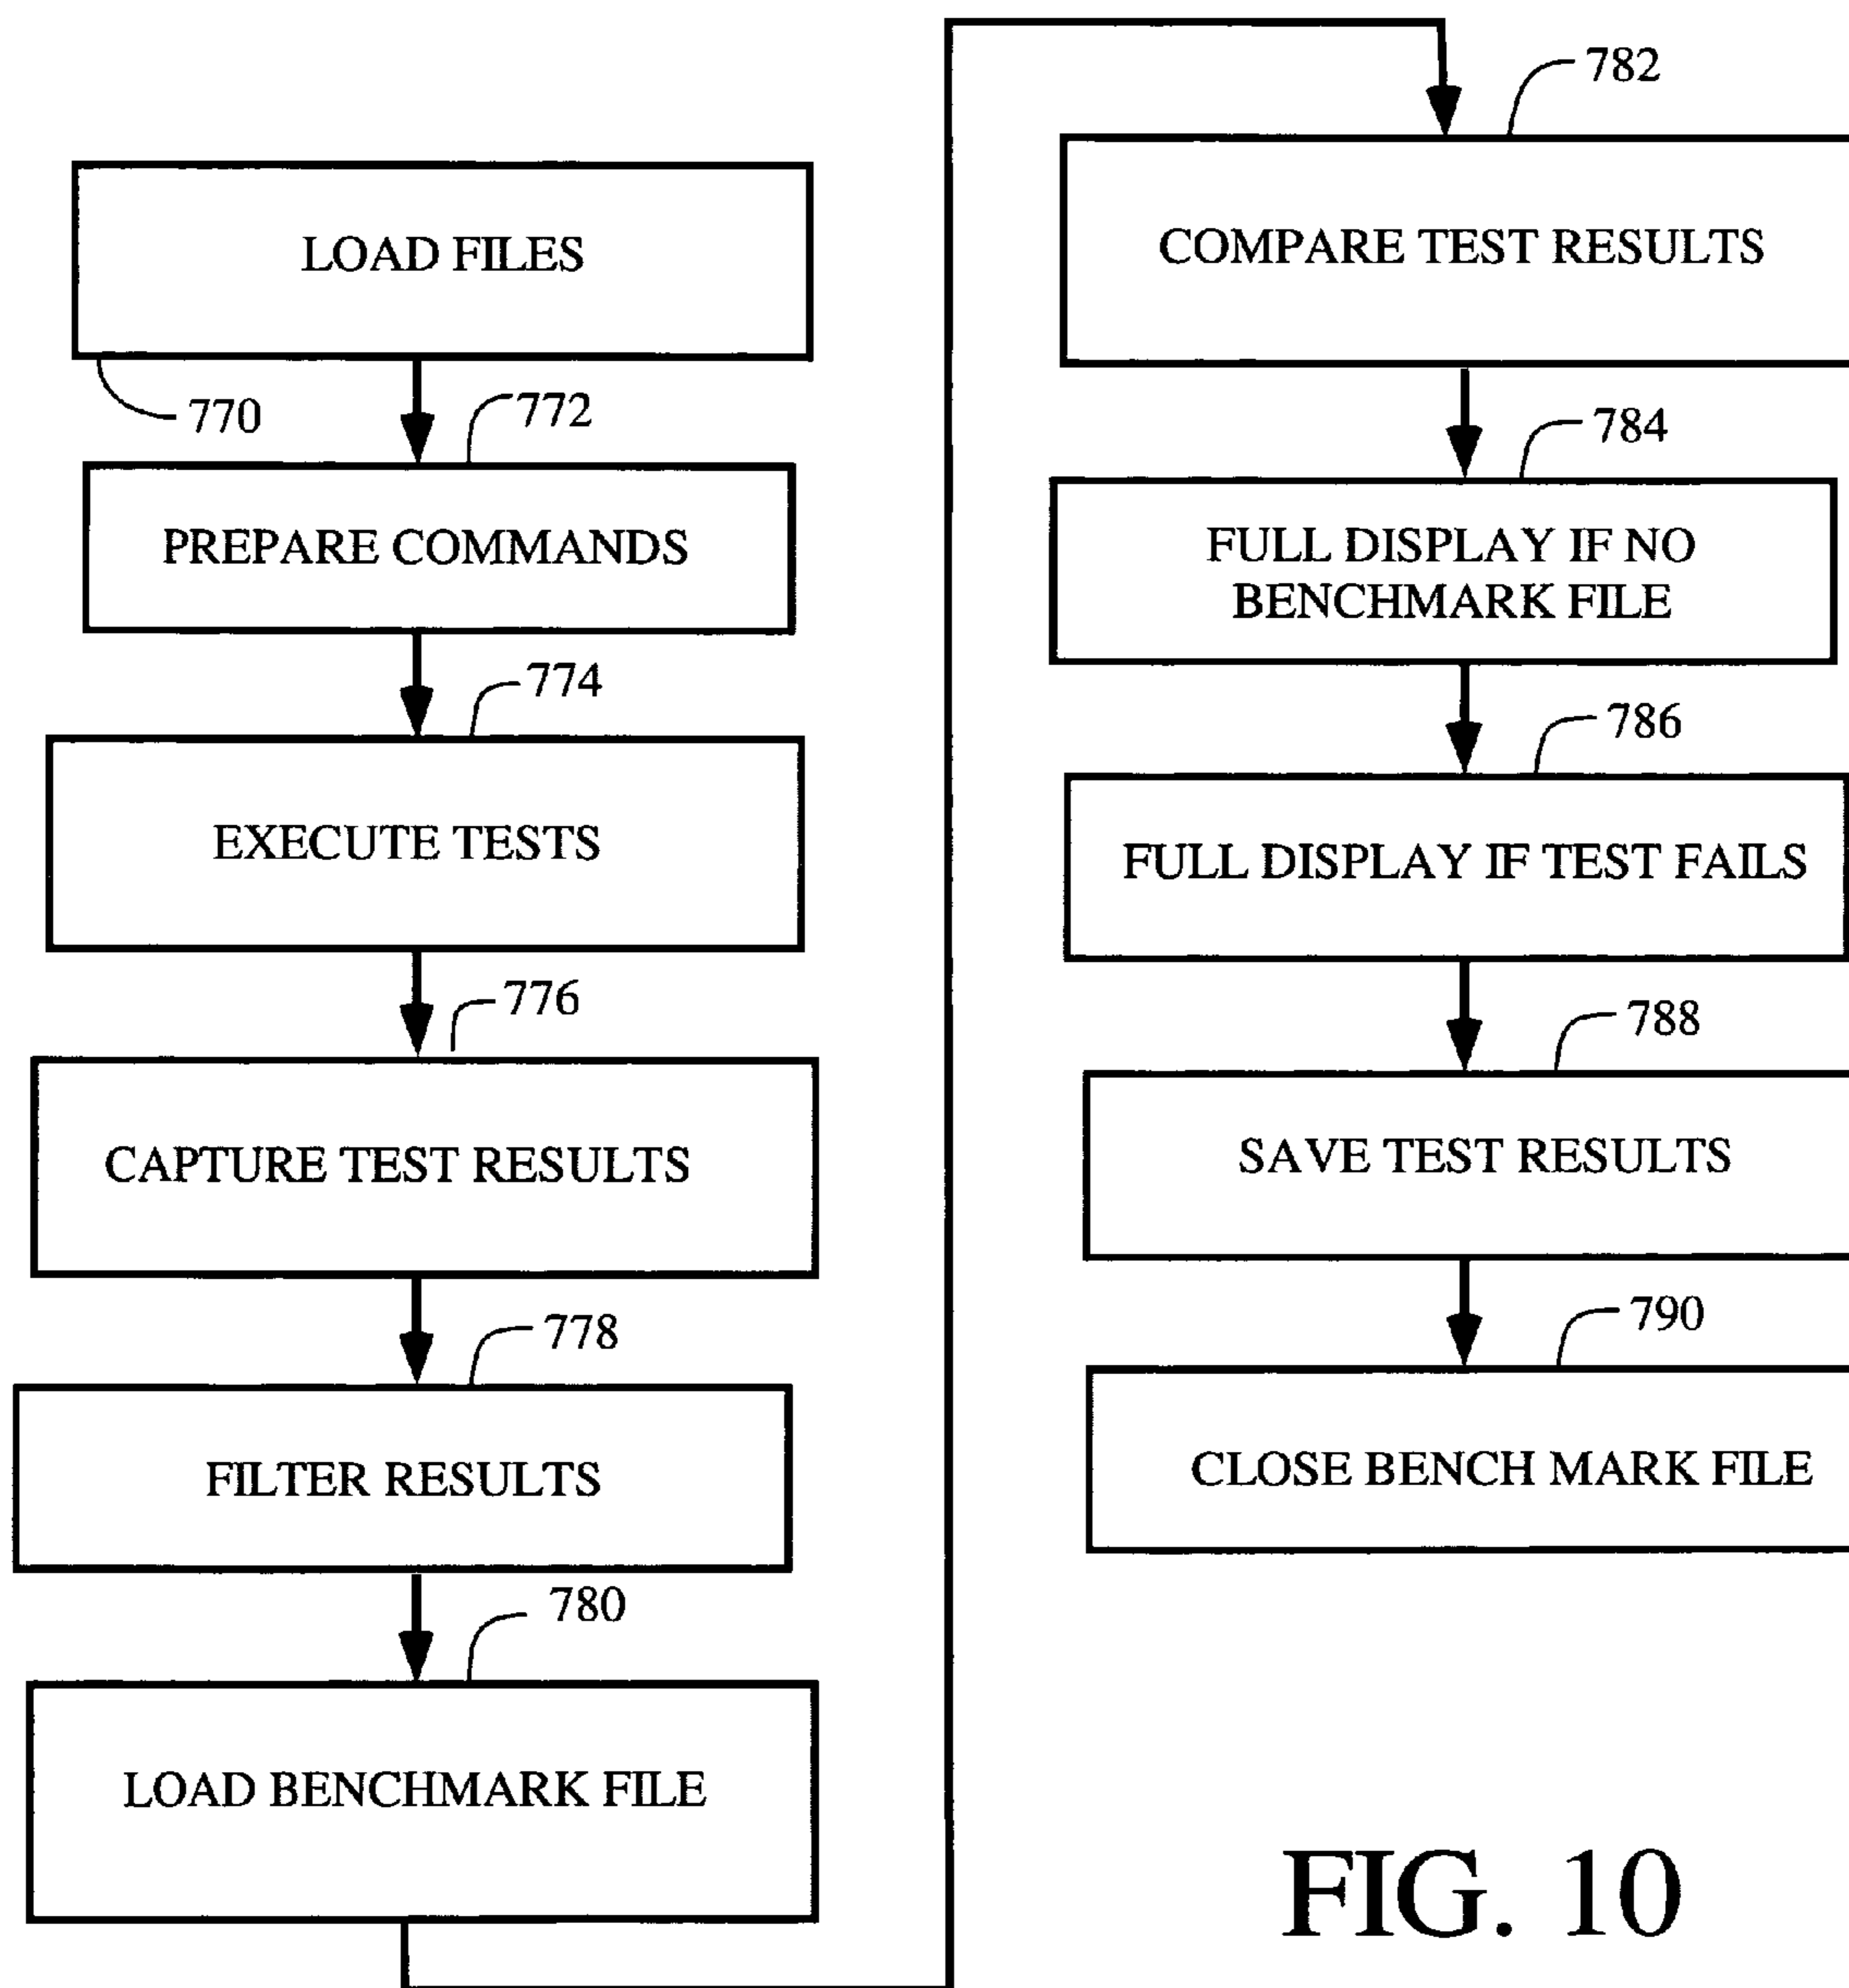 LOAD FILES
770
772
PREPARE COMMANDS
774
EXECUTE TESTS
776
CAPTURE TEST RESULTS
778
FILTER RESULTS
780
LOAD BENCHMARK FILE
782
COMPARE TEST RESULTS
784
FULL DISPLAY IF NO
BENCHMARK FILE
786
FULL DISPLAY IF TEST FAILS
788
SAVE TEST RESULTS
790
CLOSE BENCH MARK FILE
FIG. 10